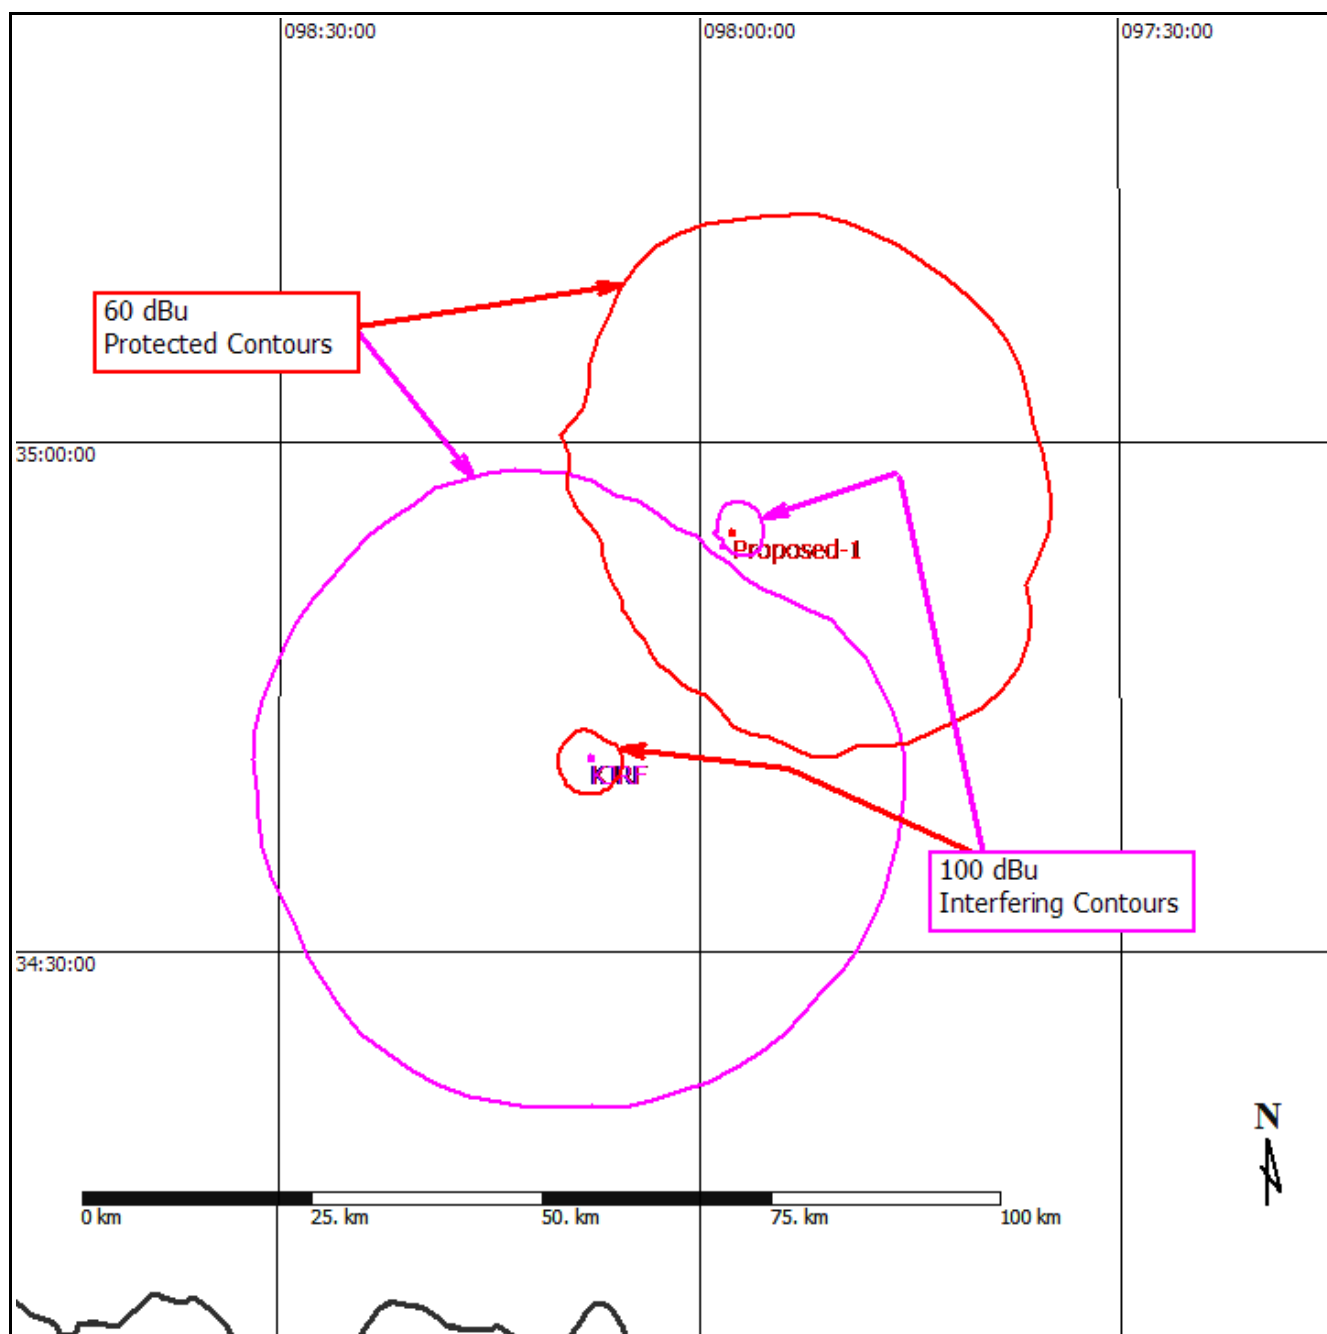 098:30:00
098:00:00
097:30:00
60 dBu
Protected Contours
35:00:00
Proposed-1
100 dBu
Interfering Contours
34:30:00
N
0 km
25. km
50. km
75. km
100 km